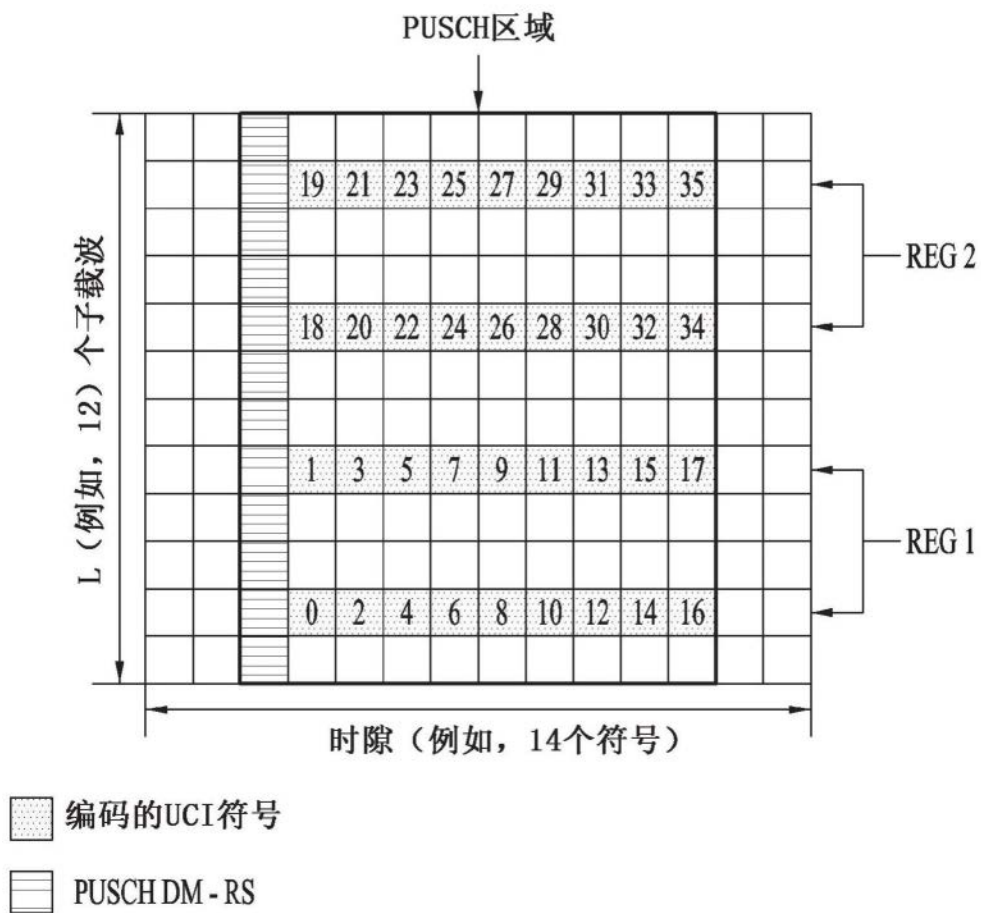 PUSCH区域
19 21 23 25 27 29 31 33 35
REG 2
18 20 22 24 26 28 30 32 34
L（例如，12）个子载波
1 3 5 7 9 11 13 15 17
REG 1
0 2 4 6 8 10 12 14 16
时隙（例如，14个符号）
编码的UCI符号
PUSCH DM - RS